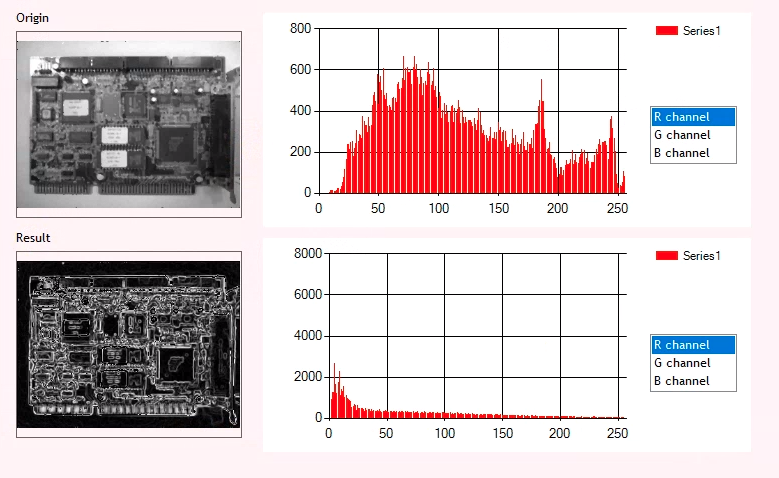 Origin
800
600
400
200
0
0 50 100 150 200 250
Series1
R channel
G channel
B channel
Result
8000
6000
4000
2000
0
0 50 100 150 200 250
Series1
R channel
G channel
B channel